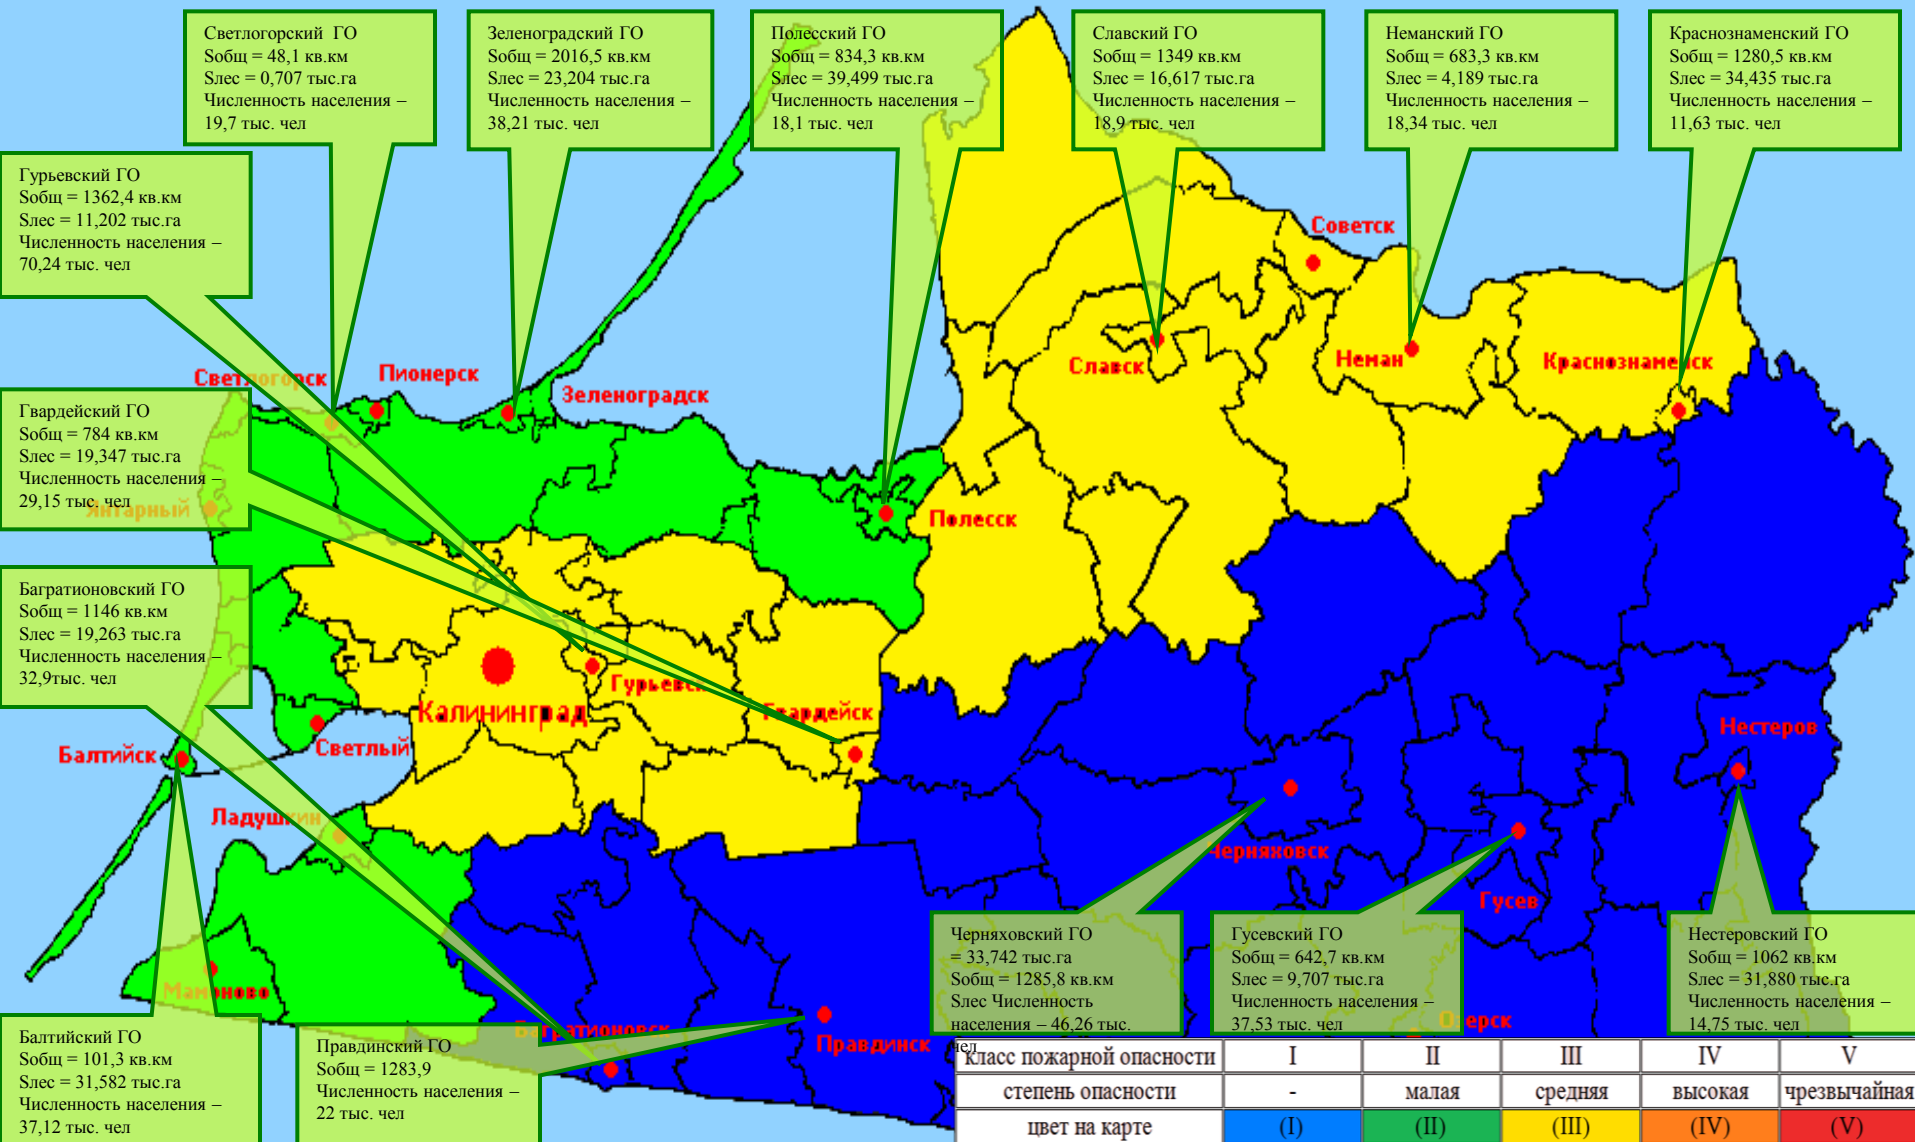 Светлогорский ГО
Sобщ = 48,1 кв.км
Sлес = 0,707 тыс.га
Численность населения –
19,7 тыс. чел
Зеленоградский ГО
Sобщ = 2016,5 кв.км
Sлес = 23,204 тыс.га
Численность населения –
38,21 тыс. чел
Полесский ГО
Sобщ = 834,3 кв.км
Sлес = 39,499 тыс.га
Численность населения –
18,1 тыс. чел
Славский ГО
Sобщ = 1349 кв.км
Sлес = 16,617 тыс.га
Численность населения –
18,9 тыс. чел
Неманский ГО
Sобщ = 683,3 кв.км
Sлес = 4,189 тыс.га
Численность населения –
18,34 тыс. чел
Краснознаменский ГО
Sобщ = 1280,5 кв.км
Sлес = 34,435 тыс.га
Численность населения –
11,63 тыс. чел
Гурьевский ГО
Sобщ = 1362,4 кв.км
Sлес = 11,202 тыс.га
Численность населения –
70,24 тыс. чел
Советск
Славск
Неман
Краснознаменск
Светлогорск
Пионерск
Зеленоградск
Гвардейский ГО
Sобщ = 784 кв.км
Sлес = 19,347 тыс.га
Численность населения –
29,15 тыс. чел
Янтарный
Полесск
Багратионовский ГО
Sобщ = 1146 кв.км
Sлес = 19,263 тыс.га
Численность населения –
32,9тыс. чел
Гурьевск
Калининград
Гвардейск
Нестеров
Балтийск
Светлый
Ладушкин
Черняховск
Гусев
Мамоново
Багратионовск
Правдинск
Озерск
Черняховский ГО
= 33,742 тыс.га
Sобщ = 1285,8 кв.км
Sлес Численность
населения – 46,26 тыс.
чел
Гусевский ГО
Sобщ = 642,7 кв.км
Sлес = 9,707 тыс.га
Численность населения –
37,53 тыс. чел
Нестеровский ГО
Sобщ = 1062 кв.км
Sлес = 31,880 тыс.га
Численность населения –
14,75 тыс. чел
Балтийский ГО
Sобщ = 101,3 кв.км
Sлес = 31,582 тыс.га
Численность населения –
37,12 тыс. чел
Правдинский ГО
Sобщ = 1283,9
Численность населения –
22 тыс. чел
класс пожарной опасности I II III IV V
степень опасности - малая средняя высокая чрезвычайная
цвет на карте (I) (II) (III) (IV) (V)